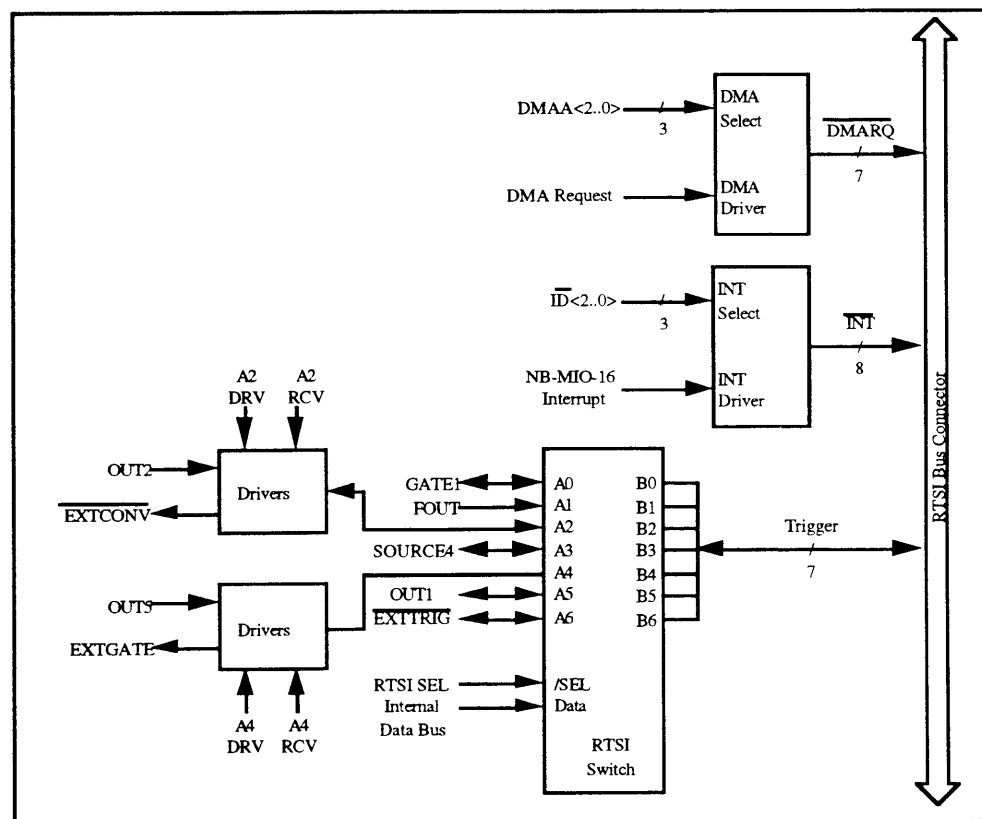 DMAA<2..0>
3
DMA
Select
DMARQ
7
DMA Request
DMA
Driver
ID<2..0>
3
INT
Select
INT
8
NB-MIO-16
Interrupt
INT
Driver
RTSI Bus Connector
A2
DRV
A2
RCV
OUT2
EXTCONV
Drivers
GATE1
FOUT
SOURCE4
OUT1
EXTTRIG
A0
A1
A2
A3
A4
A5
A6
B0
B1
B2
B3
B4
B5
B6
Trigger
7
OUT5
EXTGATE
Drivers
A4
DRV
A4
RCV
RTSI SEL
Internal
Data Bus
/SEL
Data
RTSI
Switch